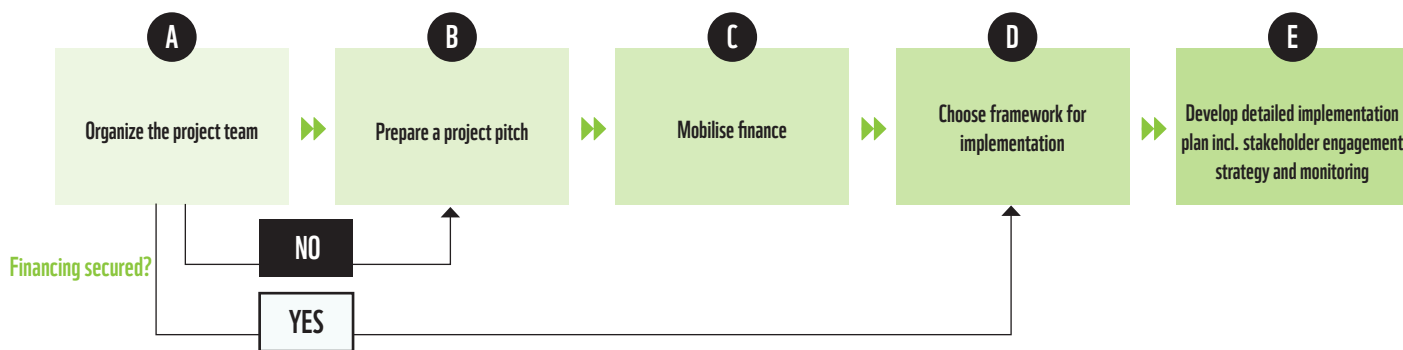 A
B
C
D
E
Organize the project team
Prepare a project pitch
Mobilise finance
Choose framework for
implementation
Develop detailed implementation
plan incl. stakeholder engagement
strategy and monitoring
NO
Financing secured?
YES